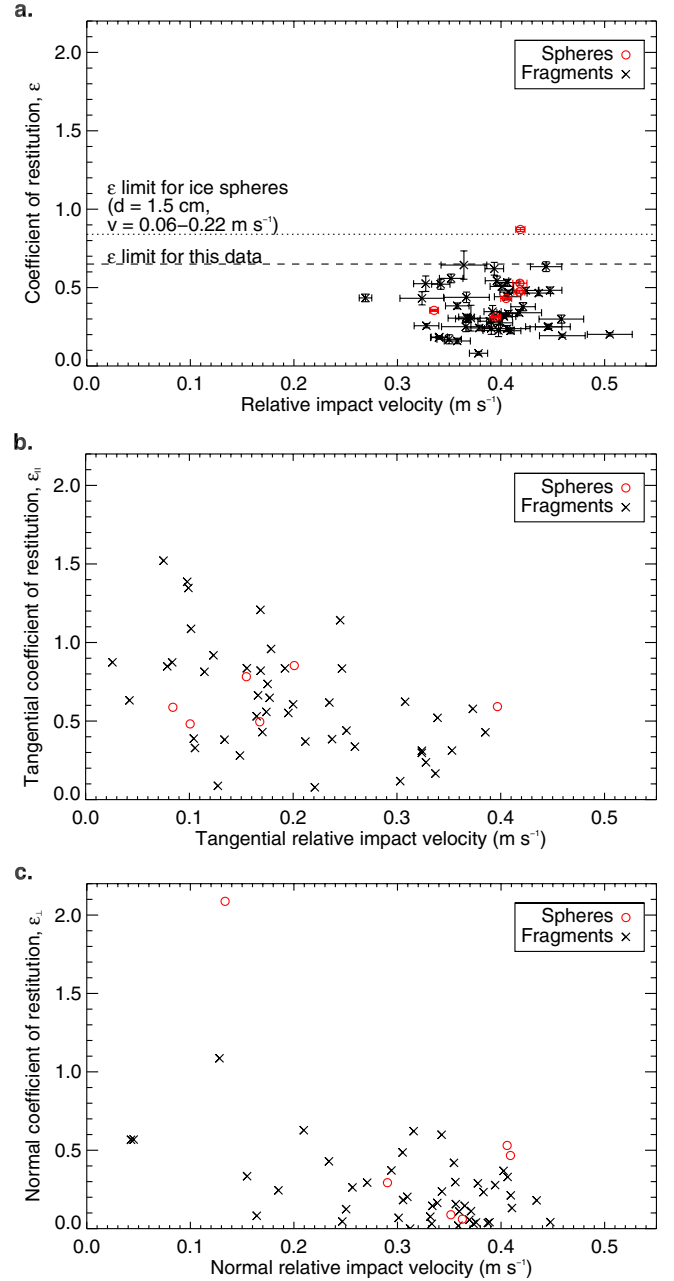 a.
2.0
1.5
1.0
0.5
0.0
Coefficient of restitution, ε
Spheres
Fragments
ε limit for ice spheres
(d = 1.5 cm,
v = 0.06–0.22 m s⁻¹)
ε limit for this data
0.0 0.1 0.2 0.3 0.4 0.5
Relative impact velocity (m s⁻¹)
b.
2.0
1.5
1.0
0.5
0.0
Tangential coefficient of restitution, ε||
Spheres
Fragments
0.0 0.1 0.2 0.3 0.4 0.5
Tangential relative impact velocity (m s⁻¹)
c.
2.0
1.5
1.0
0.5
0.0
Normal coefficient of restitution, ε⊥
Spheres
Fragments
0.0 0.1 0.2 0.3 0.4 0.5
Normal relative impact velocity (m s⁻¹)